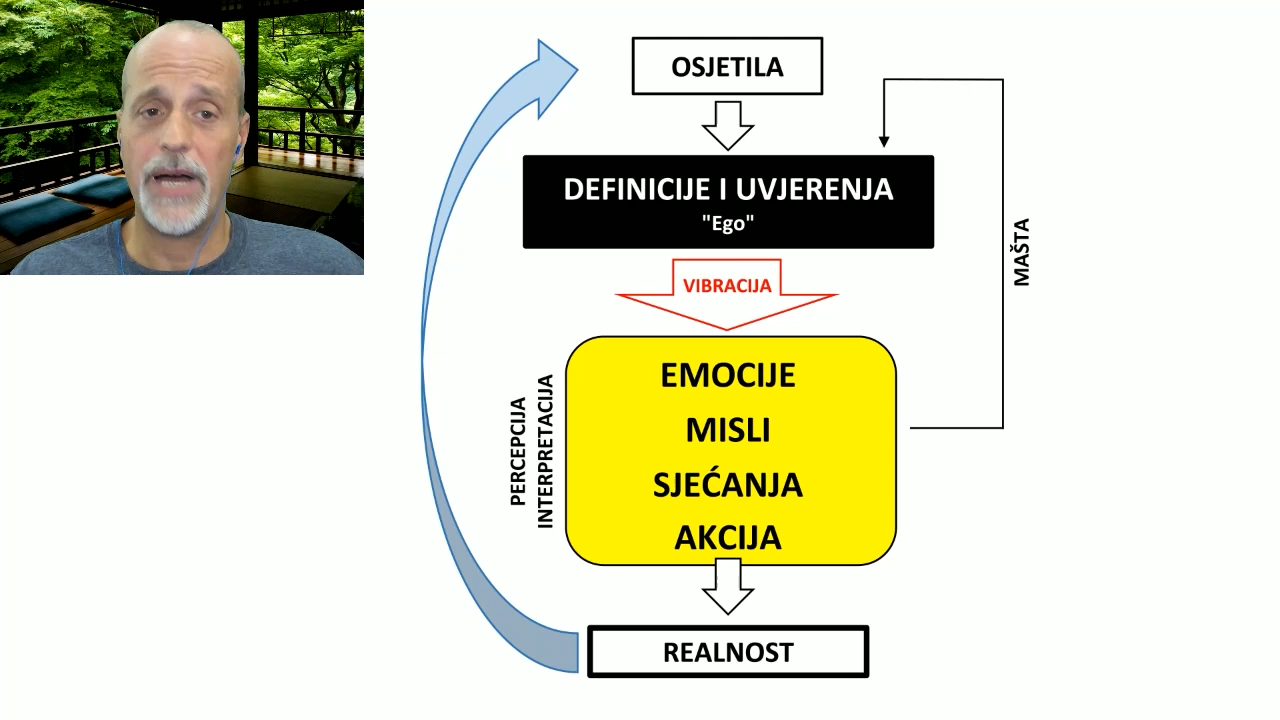 OSJETILA
DEFINICIJE I UVJERENJA
"Ego"
VIBRACIJA
MAŠTA
PERCEPCIJA
INTERPRETACIJA
EMOCIJE
MISLI
SJEĆANJA
AKCIJA
REALNOST